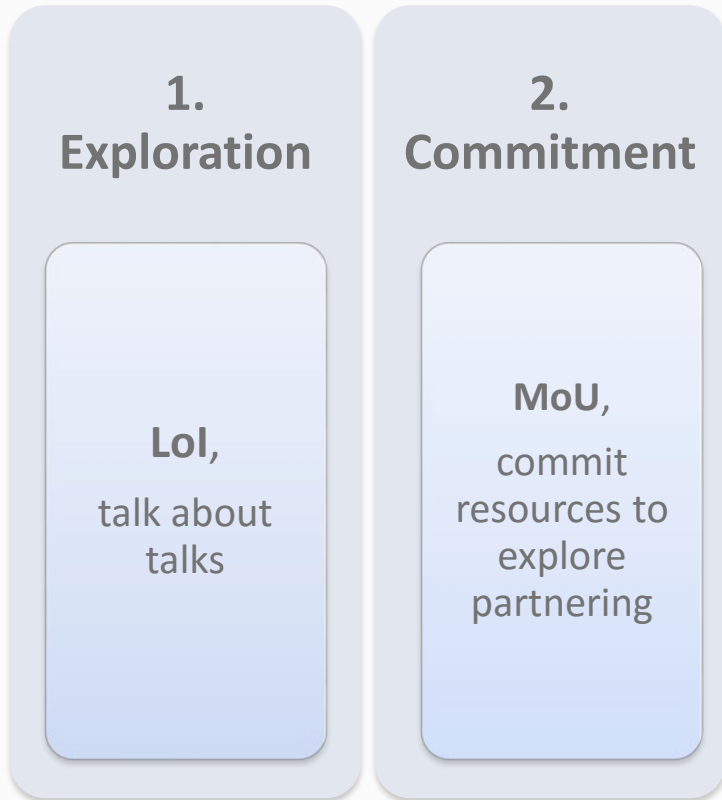 1.
Exploration
LoI,
talk about
talks
2.
Commitment
MoU,
commit
resources to
explore
partnering